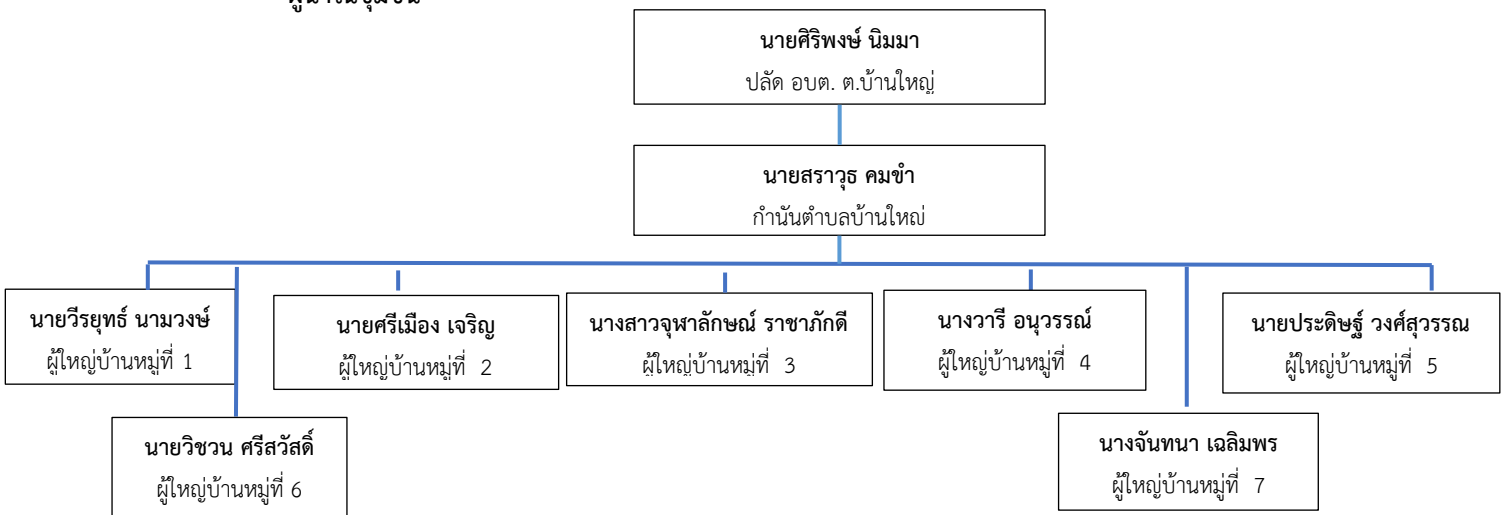 ผู้นำในชุมชน
นายศิริพงษ์ นิมมา
ปลัด อบต. ต.บ้านใหญ่
นายสราวุธ คมขำ
กำนันตำบลบ้านใหญ่
นายวีรยุทธ์ นามวงษ์
ผู้ใหญ่บ้านหมู่ที่ 1
นายศรีเมือง เจริญ
ผู้ใหญ่บ้านหมู่ที่ 2
นางสาวจุฬาลักษณ์ ราชาภักดี
ผู้ใหญ่บ้านหมู่ที่ 3
นางวารี อนุวรรณ์
ผู้ใหญ่บ้านหมู่ที่ 4
นายประดิษฐ์ วงศ์สุวรรณ
ผู้ใหญ่บ้านหมู่ที่ 5
นายวิชวน ศรีสวัสดิ์
ผู้ใหญ่บ้านหมู่ที่ 6
นางจันทนา เฉลิมพร
ผู้ใหญ่บ้านหมู่ที่ 7